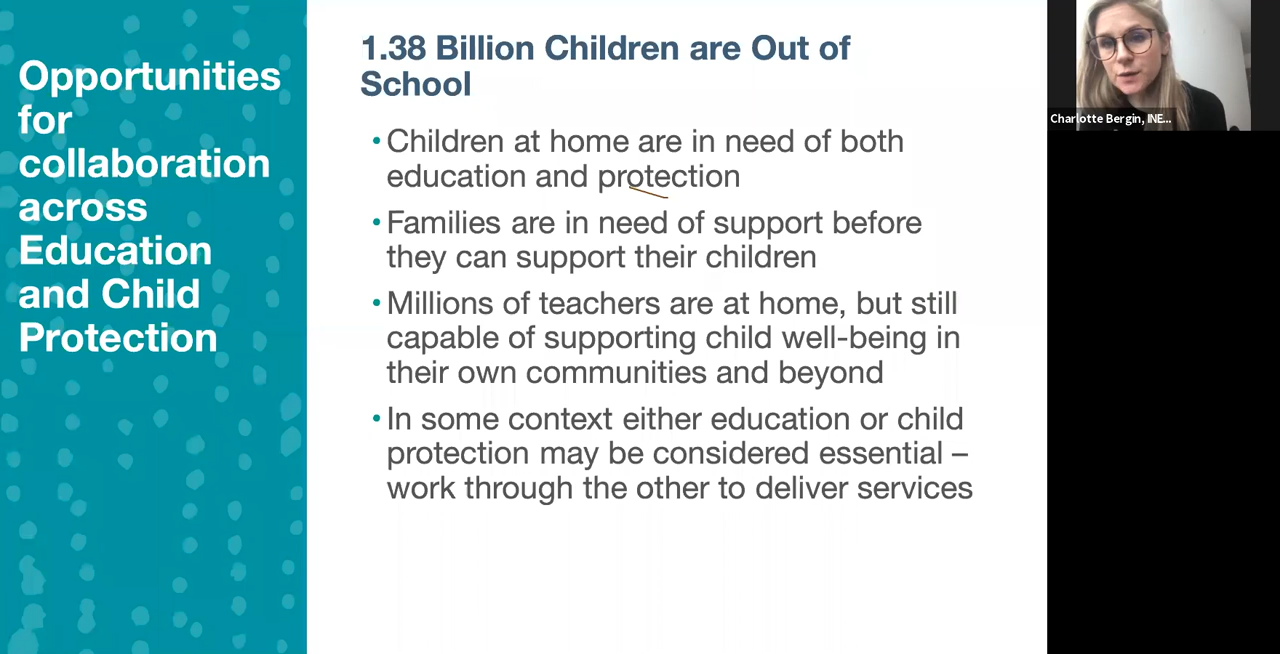 Opportunities
for
collaboration
across
Education
and Child
Protection
1.38 Billion Children are Out of
School
•Children at home are in need of both
education and protection
•Families are in need of support before
they can support their children
•Millions of teachers are at home, but still
capable of supporting child well-being in
their own communities and beyond
•In some context either education or child
protection may be considered essential –
work through the other to deliver services
Charlotte Bergin, INE...